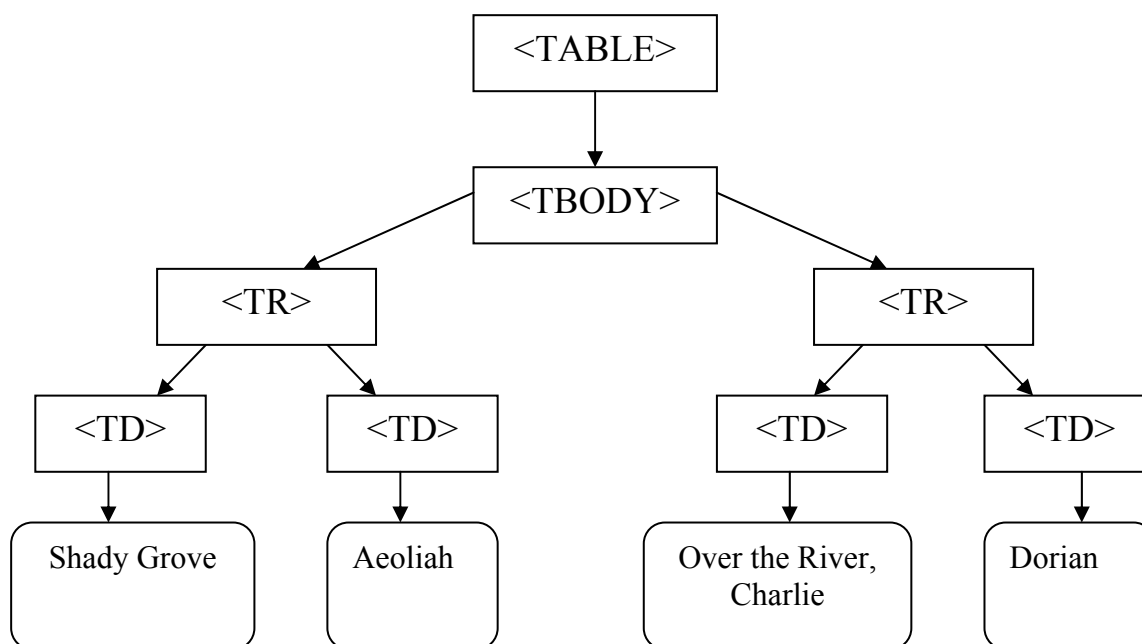 <TABLE>
<TBODY>
<TR>
<TR>
<TD>
<TD>
<TD>
<TD>
Shady Grove
Aeoliah
Over the River,
Charlie
Dorian